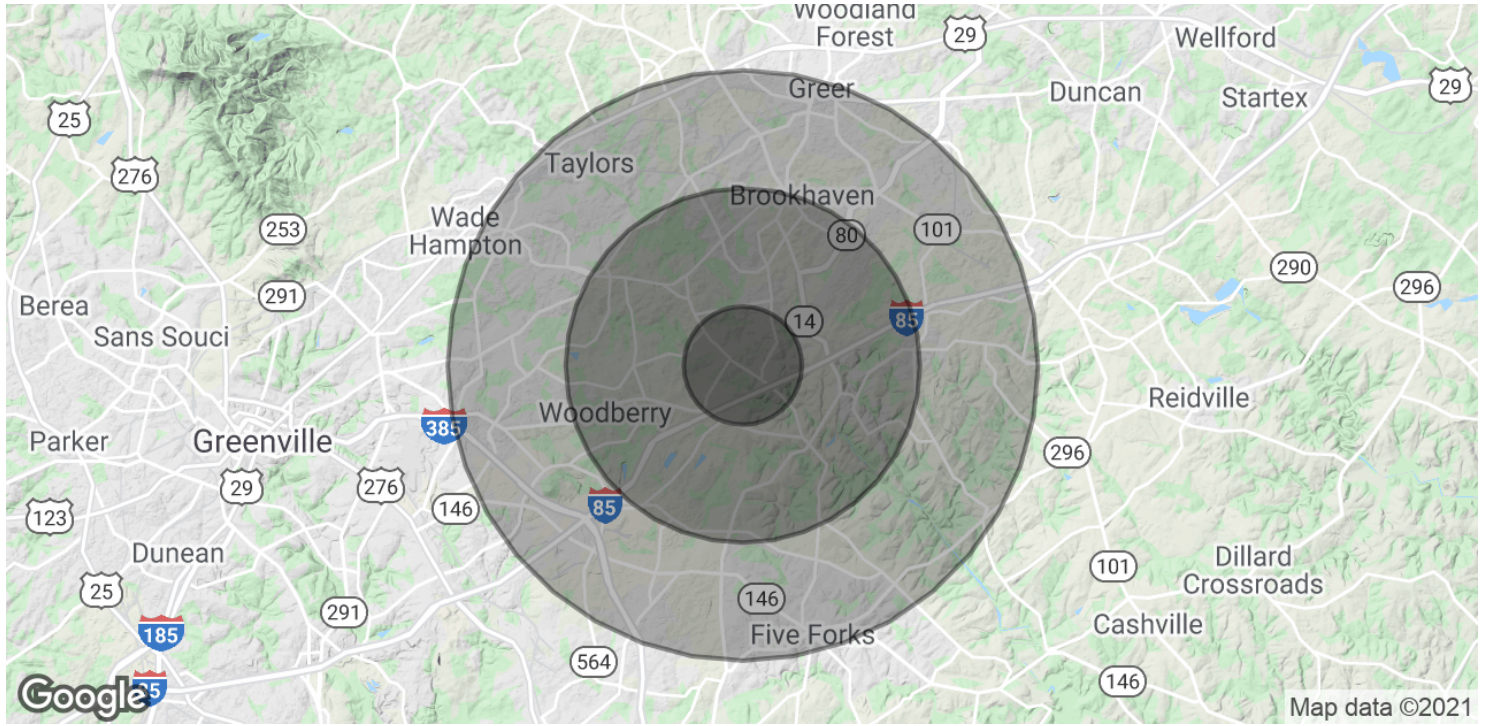 Woodland
Forest
29
Wellford
25
Greer
Duncan
Startex
29
276
Taylors
Brookhaven
253
Wade
Hampton
80
101
290
291
296
Berea
14
85
Sans Souci
Reidville
Woodberry
385
Parker
Greenville
296
29
276
85
146
123
Dunean
101
Dillard
Crossroads
25
291
146
Cashville
185
Five Forks
564
146
85
Google
Map data ©2021